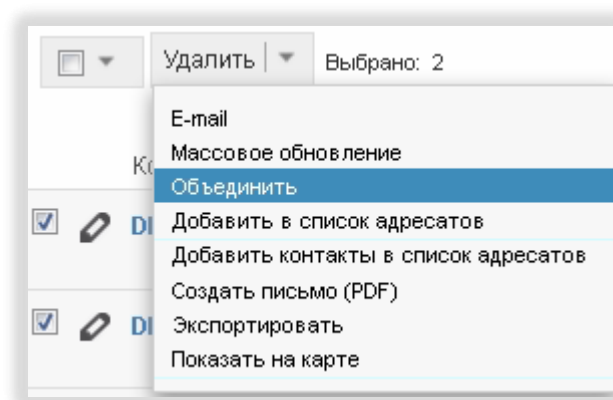 Удалить Выбрано: 2
E-mail
Массовое обновление
Объединить
Добавить в список адресатов
Добавить контакты в список адресатов
Создать письмо (PDF)
Экспортировать
Показать на карте